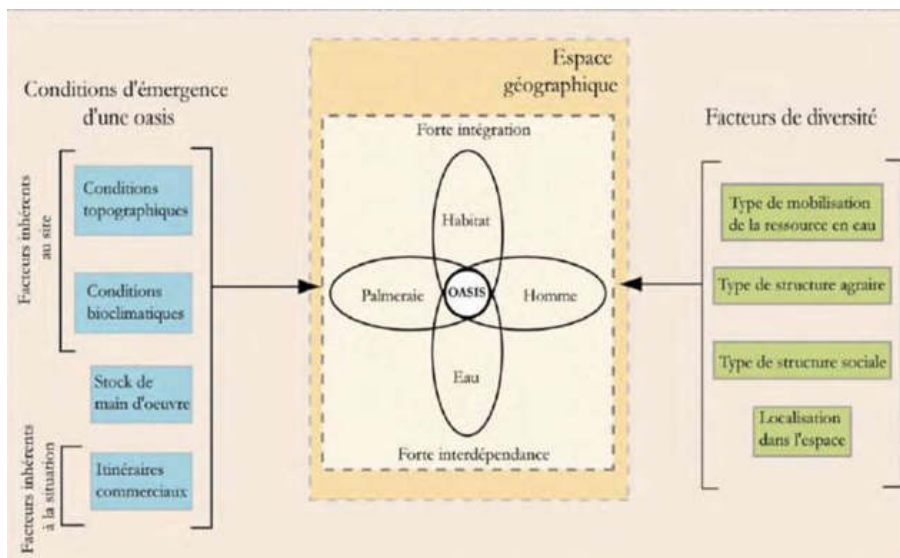 Conditions d'émergence
d'une oasis
Facteurs inhérents
au site
Conditions
topographiques
Conditions
bioclimatiques
Stock de
main d'oeuvre
Facteurs inhérents
à la situation
Itinéraires
commerciaux
Espace
géographique
Forte intégration
Habitat
Palmeraie
OASIS
Homme
Eau
Forte interdépendance
Facteurs de diversité
Type de mobilisation
de la ressource en eau
Type de structure agraire
Type de structure sociale
Localisation
dans l'espace